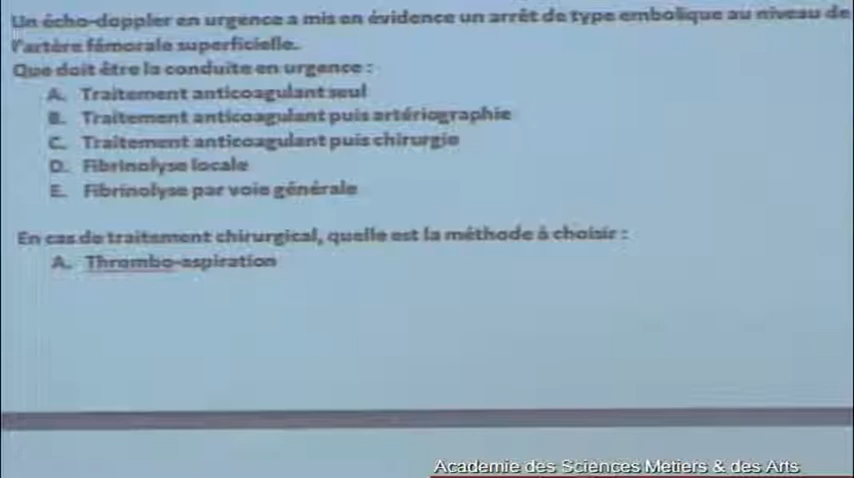 Un écho-doppler en urgence a mis en évidence un arrêt de type embolique au niveau de
l'artère fémorale superficielle.
Que doit être la conduite en urgence :
A. Traitement anticoagulant seul
B. Traitement anticoagulant puis artériographie
C. Traitement anticoagulant puis chirurgie
D. Fibrinolyse locale
E. Fibrinolyse par voie générale
En cas de traitement chirurgical, quelle est la méthode à choisir :
A. Thrombo-aspiration
Academie des Sciences Metiers & des Arts